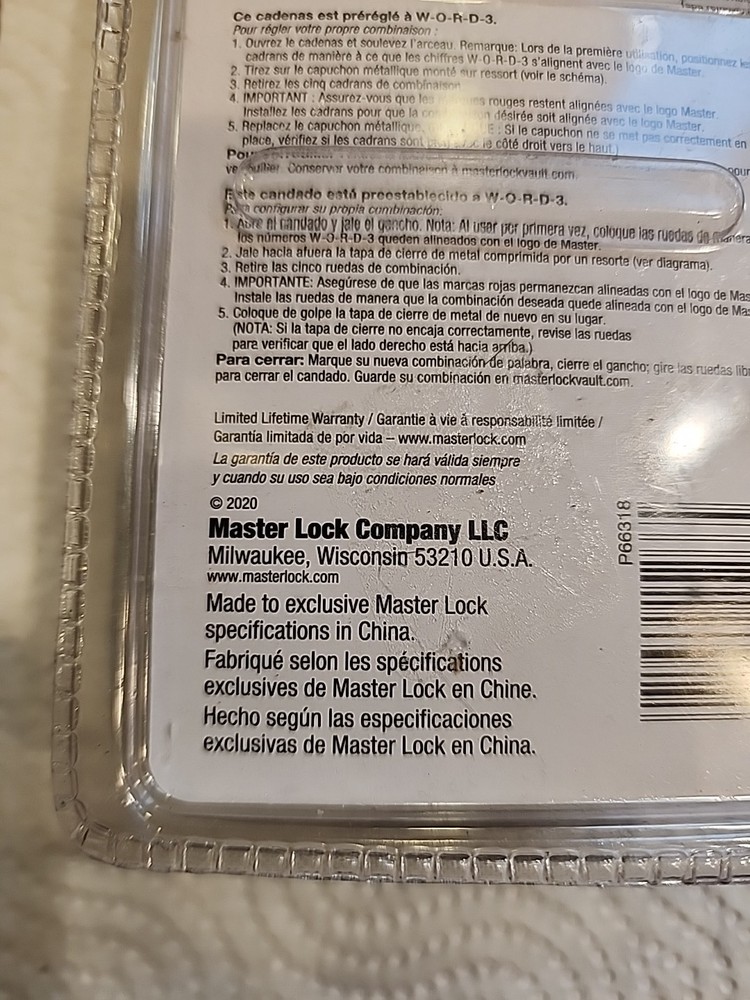 Ce cadenas est préréglé à W-O-R-D-3.
Pour régler votre propre combinaison :
1. Ouvrez le cadenas et soulevez l'arceau. Remarque: Lors de la première utilisation, positionnez les
cadrans de manière à ce que les chiffres W-O-R-D-3 s'alignent avec le logo de Master.
2. Tirez sur le capuchon métallique monté sur ressort (voir le schéma).
3. Retirez les cinq cadrans de combinaison
4. IMPORTANT : Assurez-vous que les rouges restent alignées avec le logo Master.
Installez les cadrans pour que la désirée soit alignée avec le logo Master.
5. Replacez le capuchon métallique : Si le capuchon ne se met pas correctement en
place, vérifiez si les cadrans sont le côté droit vers le haut.)
Conserver votre combinaison à masterlockvault.com.
Este candado está preestablecido a W-O-R-D-3.
Para configurar su propia combinación:
1. Abre el candado y jale el gancho. Nota: Al usar por primera vez, coloque las ruedas de manera
los números W-O-R-D-3 queden alineados con el logo de Master.
2. Jale hacia afuera la tapa de cierre de metal comprimida por un resorte (ver diagrama).
3. Retire las cinco ruedas de combinación.
4. IMPORTANTE: Asegúrese de que las marcas rojas permanezcan alineadas con el logo de Mas
Instale las ruedas de manera que la combinación deseada quede alineada con el logo de Mas
5. Coloque de golpe la tapa de cierre de metal de nuevo en su lugar.
(NOTA: Si la tapa de cierre no encaja correctamente, revise las ruedas
para verificar que el lado derecho está hacia arriba.)
Para cerrar: Marque su nueva combinación de palabra, cierre el gancho; gire las ruedas lib
para cerrar el candado. Guarde su combinación en masterlockvault.com.
Limited Lifetime Warranty / Garantie à vie á responsabilité limitée /
Garantía limitada de por vida – www.masterlock.com
La garantía de este producto se hará válida siempre
y cuando su uso sea bajo condiciones normales
© 2020
Master Lock Company LLC
Milwaukee, Wisconsin 53210 U.S.A.
www.masterlock.com
Made to exclusive Master Lock
specifications in China.
Fabriqué selon les spécifications
exclusives de Master Lock en Chine.
Hecho según las especificaciones
exclusivas de Master Lock en China.
P66318